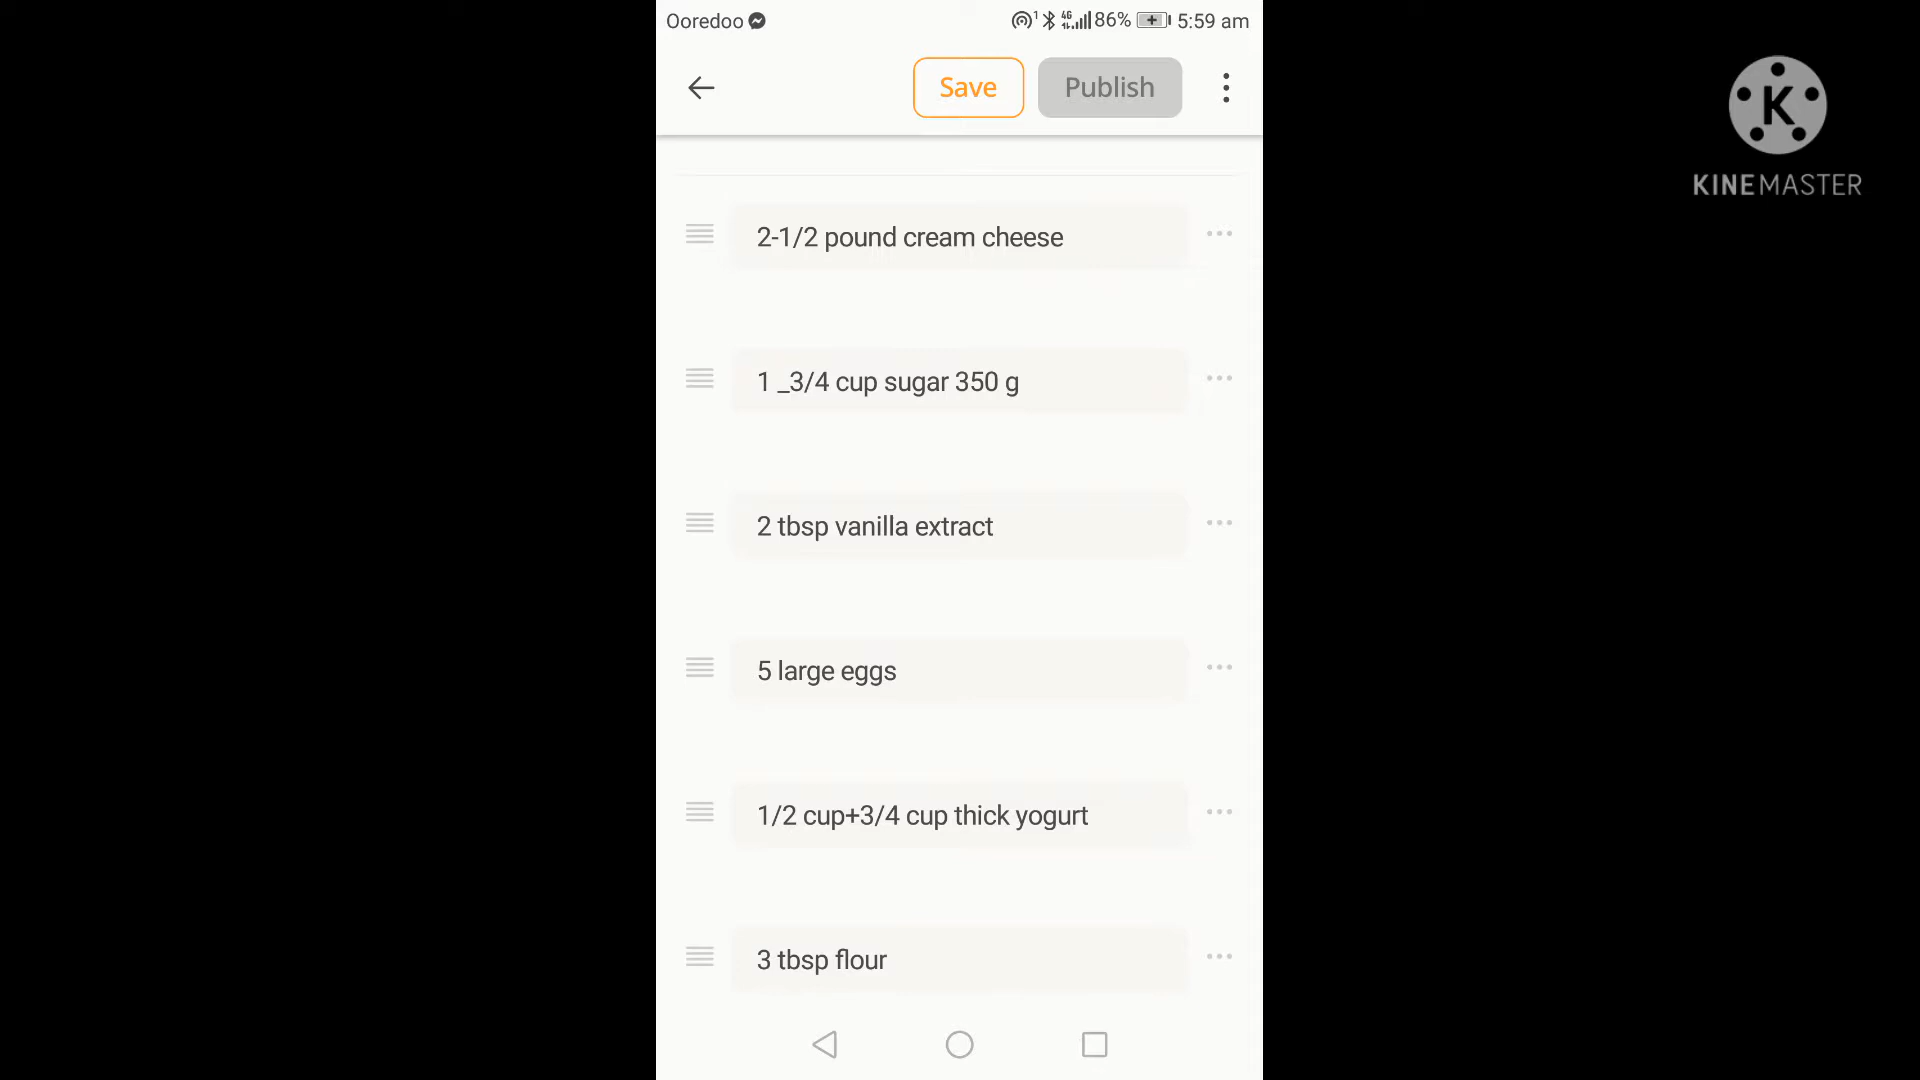 Ooredoo
1 4G 86% 5:59 am
Save
Publish
K
KINEMASTER
2-1/2 pound cream cheese
1 _3/4 cup sugar 350 g
2 tbsp vanilla extract
5 large eggs
1/2 cup+3/4 cup thick yogurt
3 tbsp flour